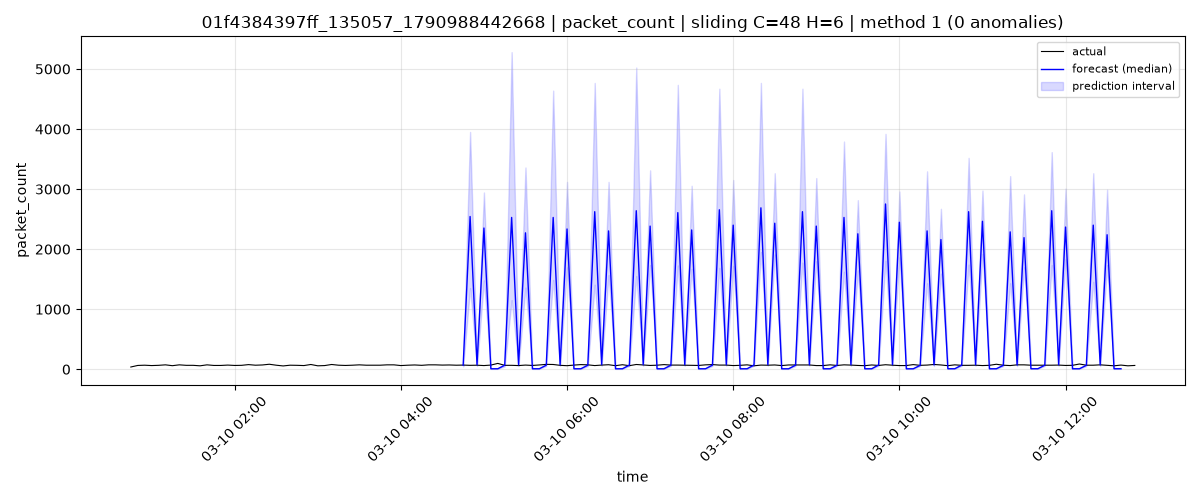 01f4384397ff_135057_1790988442668 | packet_count | sliding C=48 H=6 | method 1 (0 anomalies)
actual
forecast (median)
prediction interval
packet_count
5000
4000
3000
2000
1000
0
03-10 02:00
03-10 04:00
03-10 06:00
03-10 08:00
03-10 10:00
03-10 12:00
time